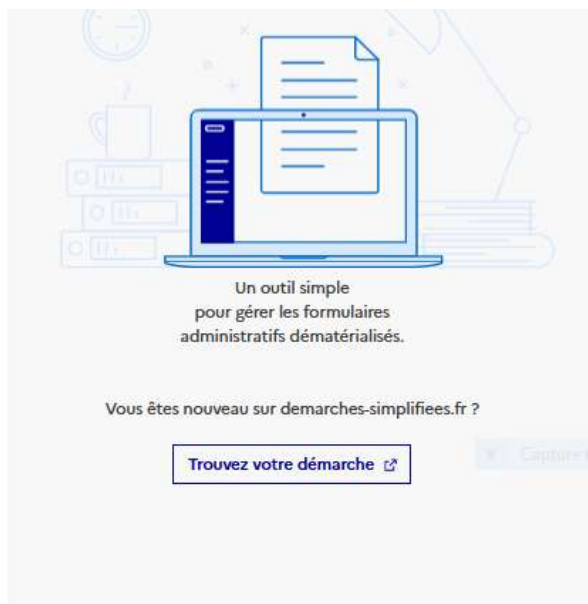 Un outil simple
pour gérer les formulaires
administratifs dématérialisés.
Vous êtes nouveau sur demarches-simplifiees.fr ?
Trouvez votre démarche
Capture